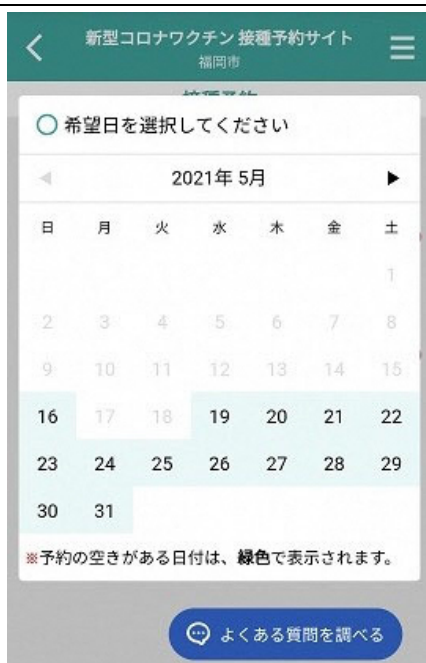 新型コロナワクチン 接種予約サイト
福岡市
接種予約
希望日を選択してください
2021年 5月
日 月 火 水 木 金 土
1
2 3 4 5 6 7 8
9 10 11 12 13 14 15
16 17 18 19 20 21 22
23 24 25 26 27 28 29
30 31
※予約の空きがある日付は、緑色で表示されます。
よくある質問を調べる